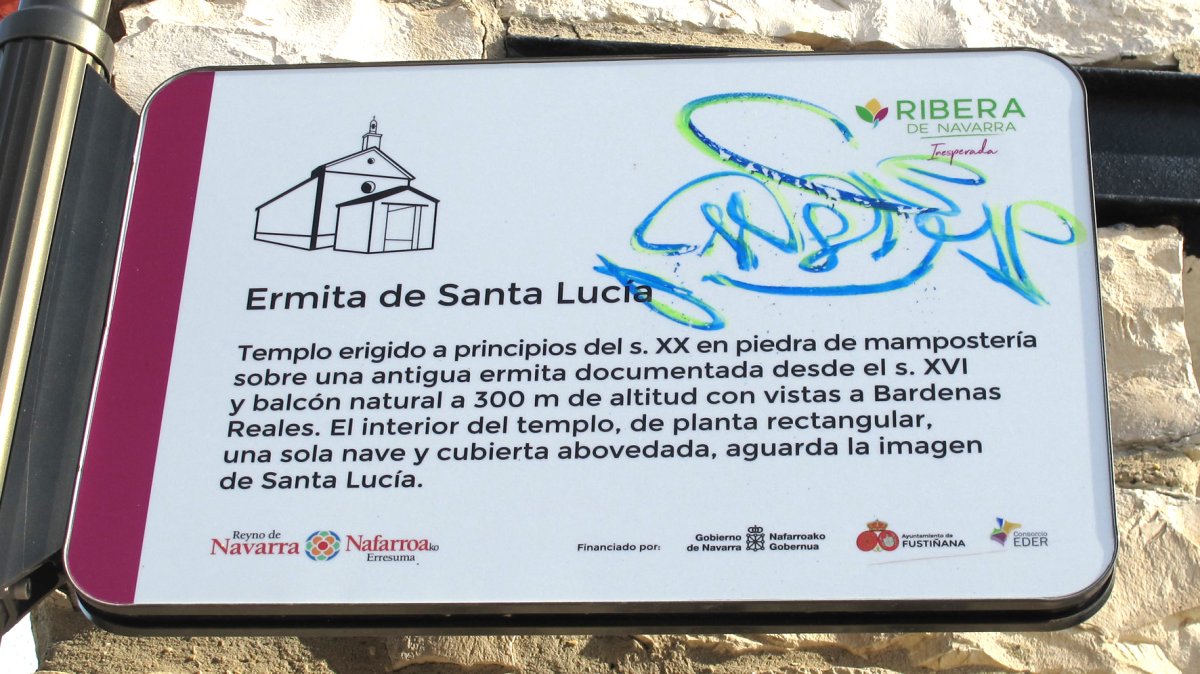 RIBERA
DE NAVARRA
Inesperada
Ermita de Santa Lucía
Templo erigido a principios del s. XX en piedra de mampostería
sobre una antigua ermita documentada desde el s. XVI
y balcón natural a 300 m de altitud con vistas a Bardenas
Reales. El interior del templo, de planta rectangular,
una sola nave y cubierta abovedada, aguarda la imagen
de Santa Lucía.
Reyno de
Navarra
Nafarroako
Erresuma
Financiado por:
Gobierno
de Navarra
Nafarroako
Gobernua
Ayuntamiento de
FUSTIÑANA
Consorcio
EDER